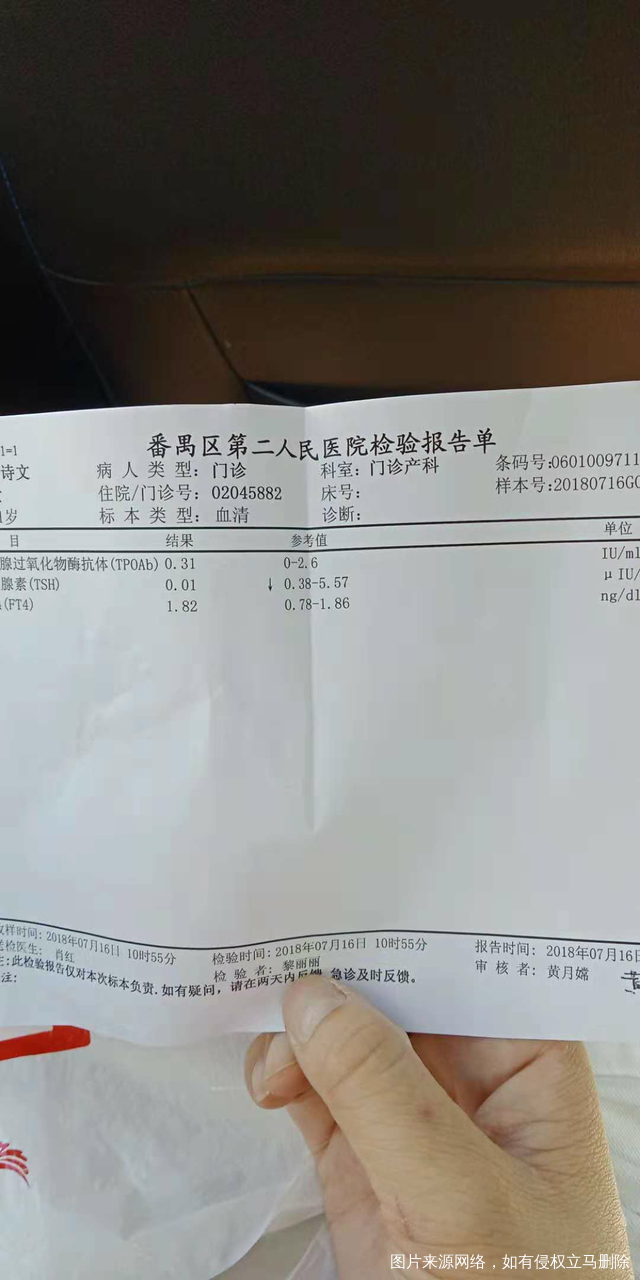 1=1
番禺区第二人民医院检验报告单
诗文 病 人 类 型: 门诊 科室: 门诊产科 条码号:0601009711
住院/门诊号: 02045882 床号: 样本号:20180716G0
岁 标 本 类 型: 血清 诊断:
目 结果 参考值 单位
腺过氧化物酶抗体(TPOAb) 0.31 0-2.6 IU/ml
腺素(TSH) 0.01 ↓ 0.38-5.57 μIU/
(FT4) 1.82 0.78-1.86 ng/dl
采样时间: 2018年07月16日 10时55分 检验时间: 2018年07月16日 10时55分 报告时间: 2018年07月16日
送检医生: 肖红 检 验 者: 黎丽丽 审 核 者: 黄月嫦
注:此检验报告仅对本次标本负责.如有疑问，请在两天内反馈 急诊及时反馈。
注:
图片来源网络，如有侵权立马删除